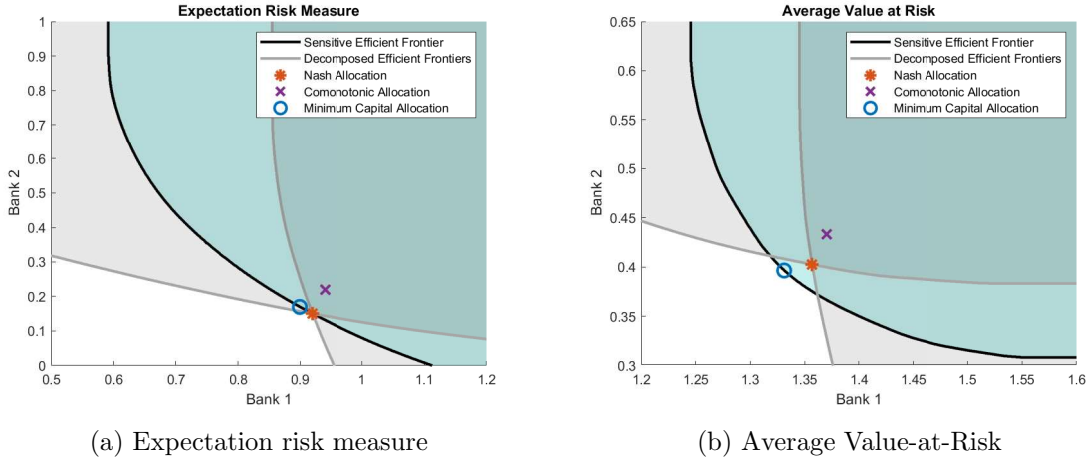 Expectation Risk Measure
1
0.9
0.8
0.7
0.6
0.5
0.4
0.3
0.2
0.1
0
Bank 2
0.5 0.6 0.7 0.8 0.9 1 1.1 1.2
Bank 1
Sensitive Efficient Frontier
Decomposed Efficient Frontiers
Nash Allocation
Comonotonic Allocation
Minimum Capital Allocation
(a) Expectation risk measure
Average Value at Risk
0.65
0.6
0.55
0.5
0.45
0.4
0.35
0.3
Bank 2
1.2 1.25 1.3 1.35 1.4 1.45 1.5 1.55 1.6
Bank 1
Sensitive Efficient Frontier
Decomposed Efficient Frontiers
Nash Allocation
Comonotonic Allocation
Minimum Capital Allocation
(b) Average Value-at-Risk